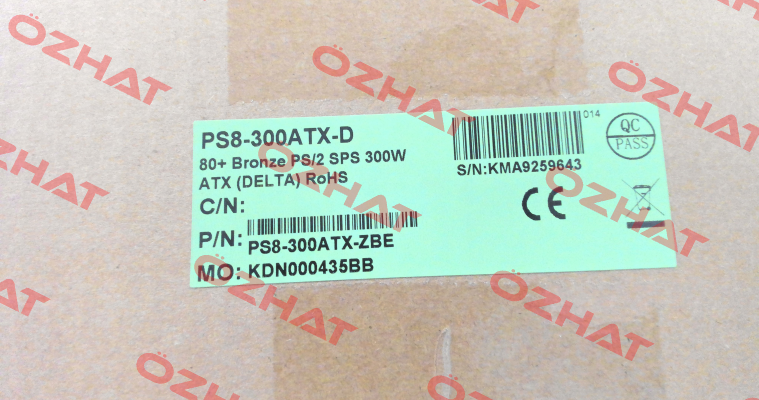 PS8-300ATX-D
80+ Bronze PS/2 SPS 300W
ATX (DELTA) RoHS
C/N:
P/N: PS8-300ATX-ZBE
MO: KDN000435BB
014
S/N:KMA9259643
QC
PASS
CE
ÖZHAT
ÖZHAT
ÖZHAT
ÖZHAT
ÖZHAT
ÖZHAT
ÖZHAT
ÖZHAT
ÖZHAT